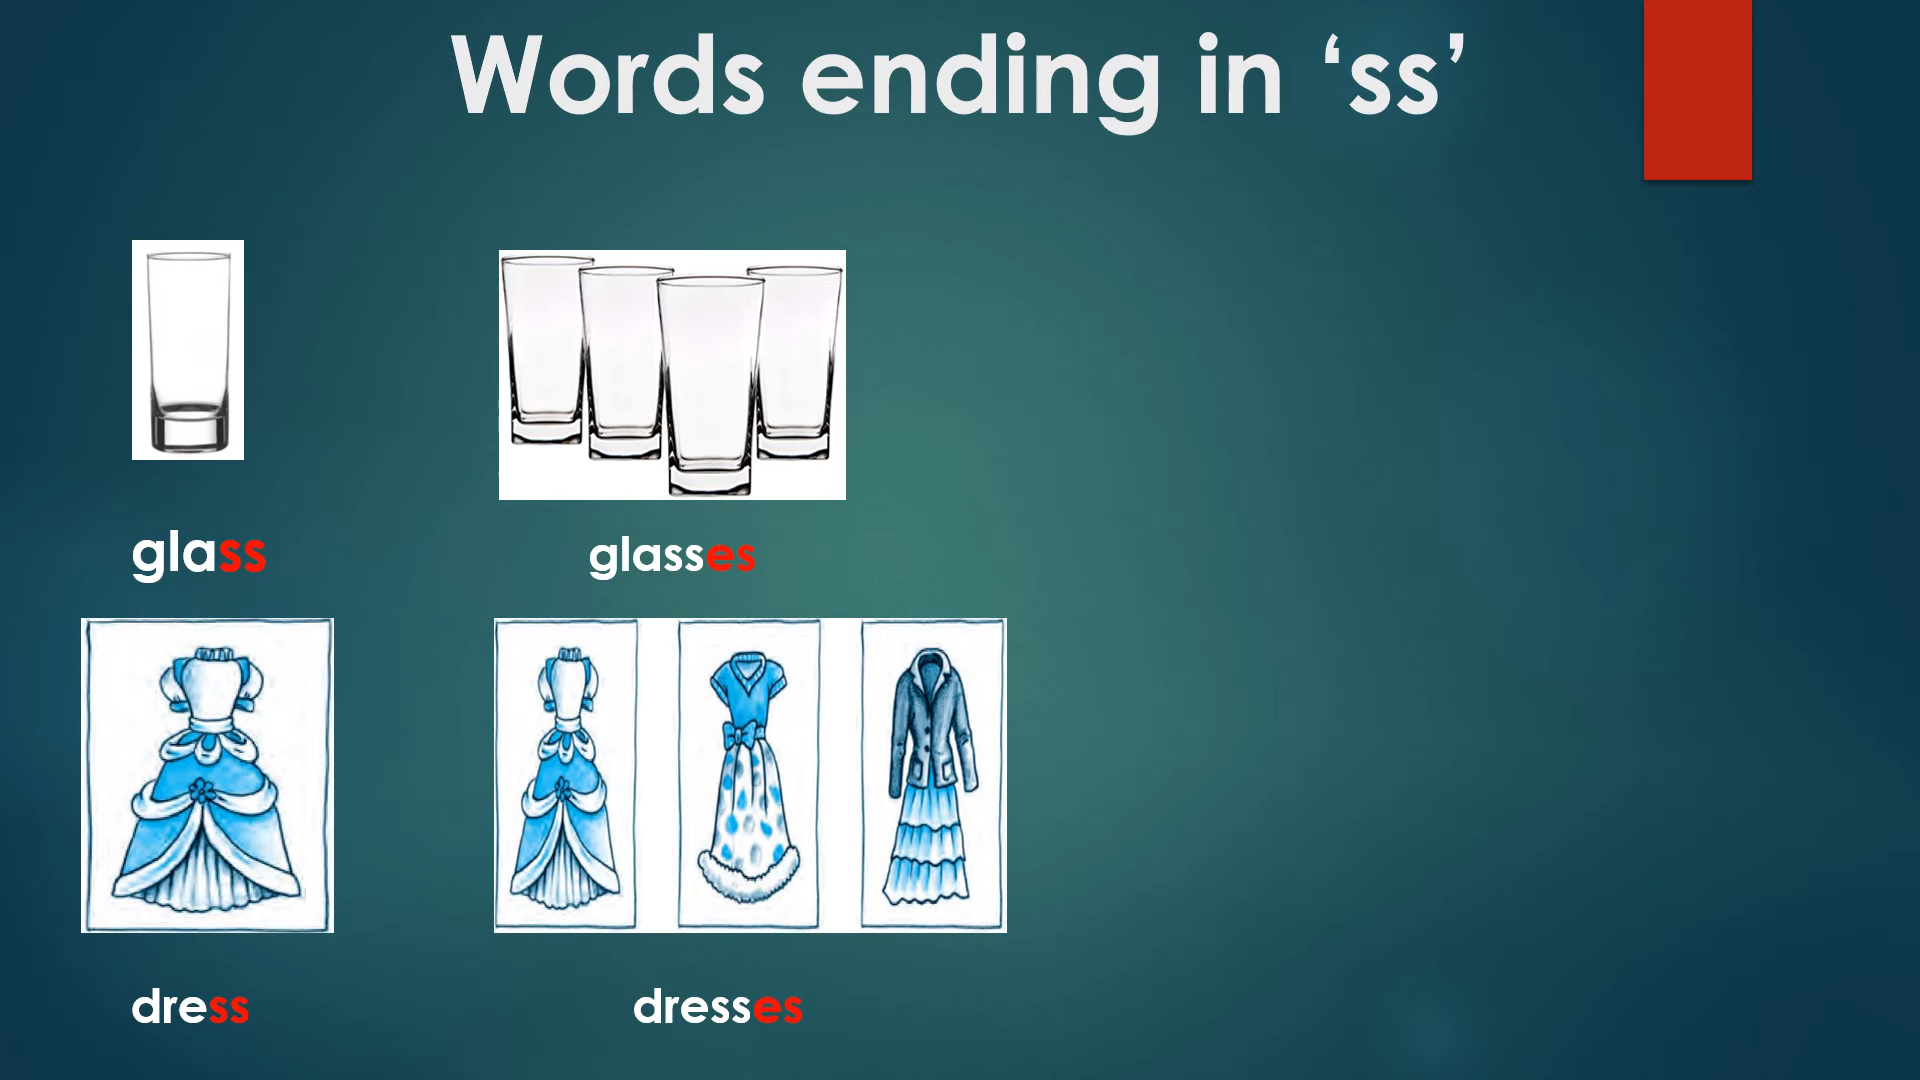 Words ending in ‘ss’
glass
glasses
dress
dresses